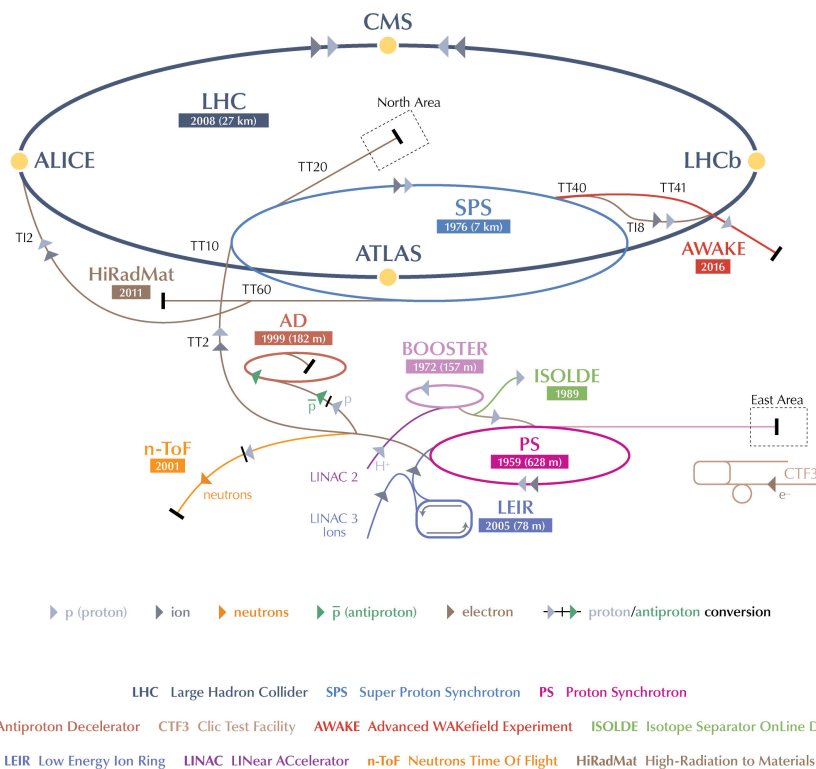 CMS
LHC
2008 (27 km)
North Area
ALICE
TT20
LHCb
TT40
TT41
SPS
1976 (7 km)
TI8
TI2
TT10
ATLAS
AWAKE
2016
HiRadMat
2011
TT60
AD
1999 (182 m)
TT2
BOOSTER
1972 (157 m)
ISOLDE
1989
p̅
p
East Area
n-ToF
2001
PS
1959 (628 m)
H⁺
LINAC 2
neutrons
CTF3
e⁻
LEIR
2005 (78 m)
LINAC 3
Ions
p (proton) ion neutrons p̅ (antiproton) electron proton/antiproton conversion
LHC Large Hadron Collider SPS Super Proton Synchrotron PS Proton Synchrotron
Antiproton Decelerator CTF3 Clic Test Facility AWAKE Advanced WAKefield Experiment ISOLDE Isotope Separator OnLine D
LEIR Low Energy Ion Ring LINAC LINear ACcelerator n-ToF Neutrons Time Of Flight HiRadMat High-Radiation to Materials